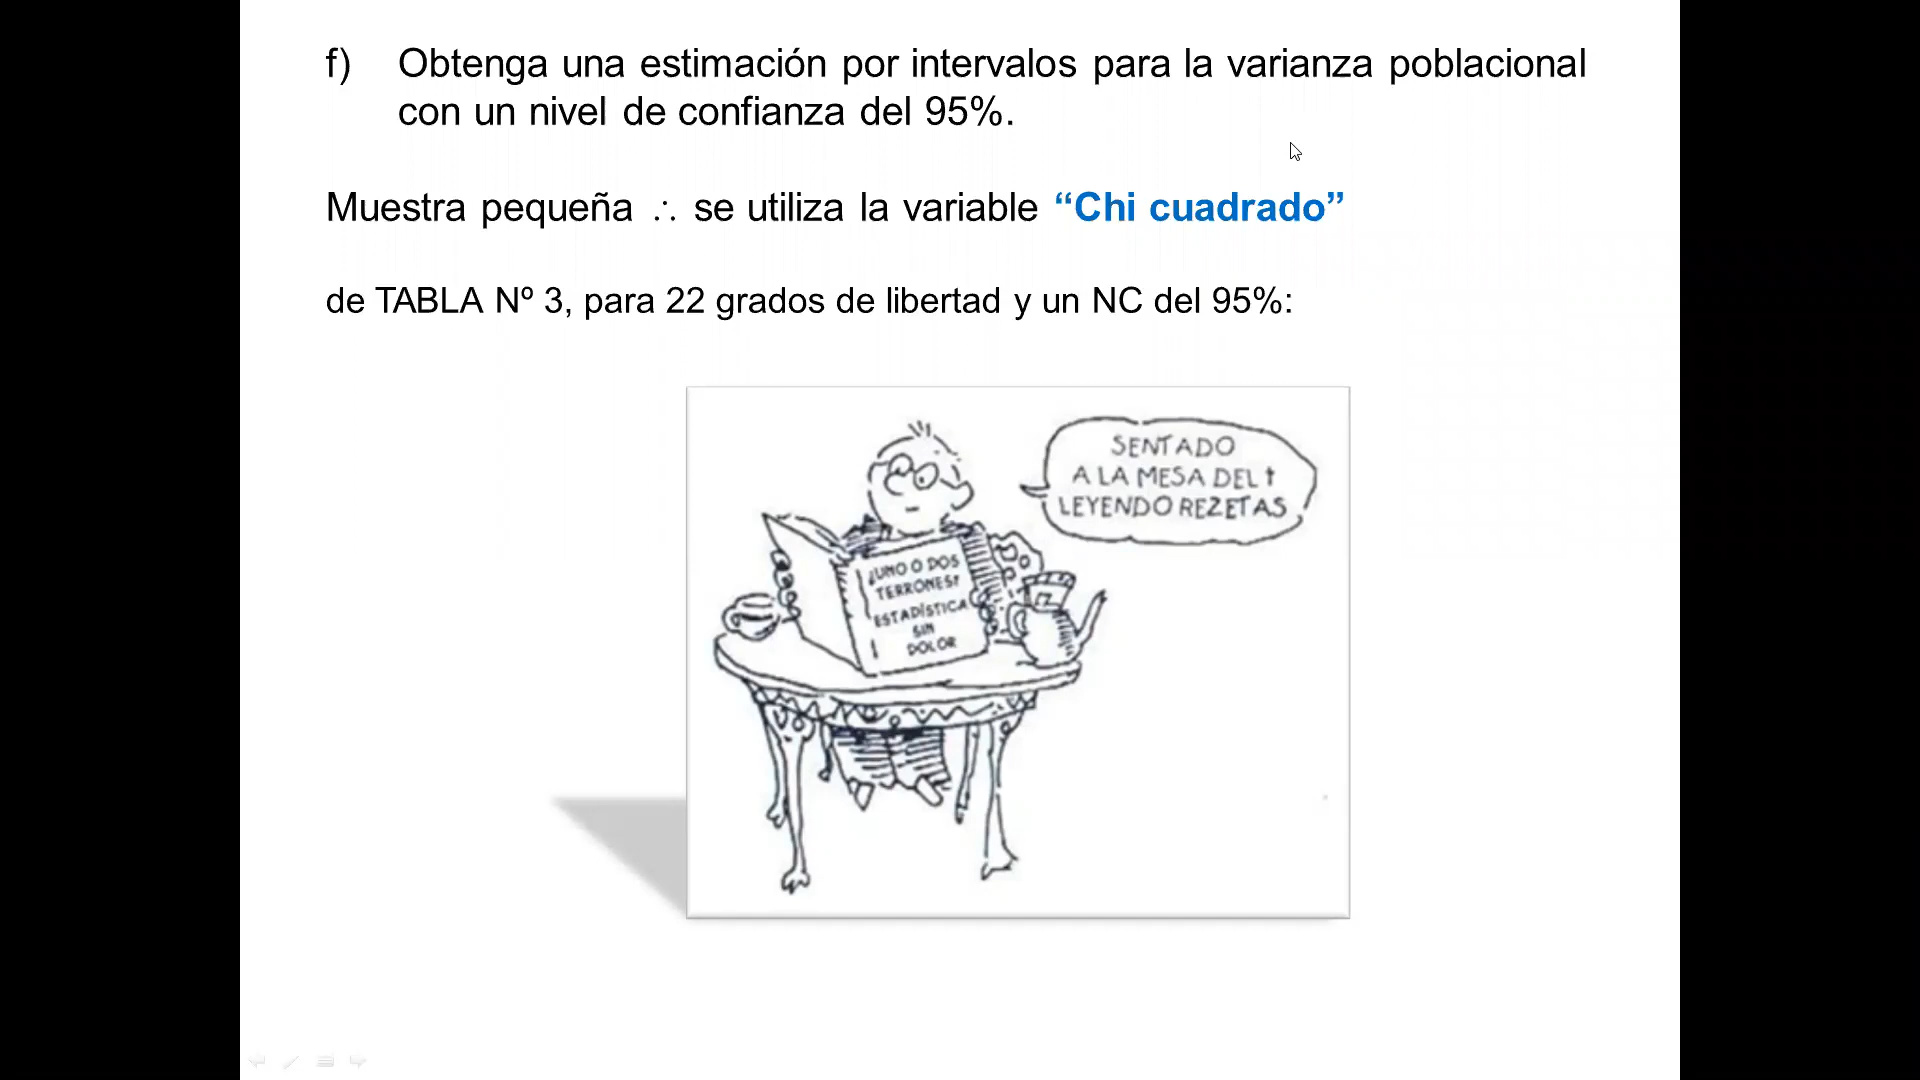 f) Obtenga una estimación por intervalos para la varianza poblacional
con un nivel de confianza del 95%.
Muestra pequeña ∴ se utiliza la variable “Chi cuadrado”
de TABLA Nº 3, para 22 grados de libertad y un NC del 95%:
SENTADO
A LA MESA DEL t
LEYENDO REZETAS
¿UNO O DOS
TERRONES?
ESTADÍSTICA
SIN
DOLOR